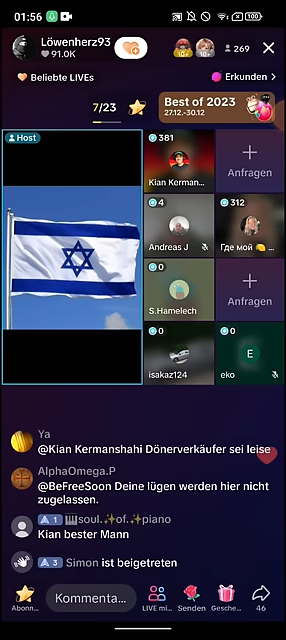 01:56
100
Löwenherz93
91.0K
10+
10+
269
Beliebte LIVEs
Erkunden >
7/23
Best of 2023
27.12.-30.12
Host
381
Kian Kerman...
Anfragen
4
Andreas J
312
Где мой 🍋 ...
0
S.Hamelech
Anfragen
0
isakaz124
E
0
eko
Ya
@Kian Kermanshahi Dönerverkäufer sei leise
AlphaOmega.P
@BeFreeSoon Deine lügen werden hier nicht
zugelassen.
1 🎹soul.✨of.✨piano
Kian bester Mann
3 Simon ist beigetreten
Abonn...
Kommenta...
LIVE mi...
Senden
Gesche...
46